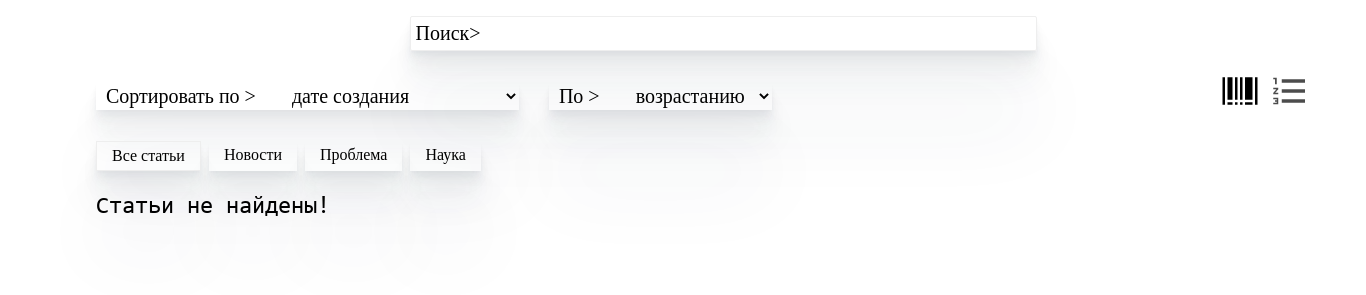 Поиск>
Сортировать по > дате создания По > возрастанию
1
2
3
Все статьи Новости Проблема Наука
Статьи не найдены!